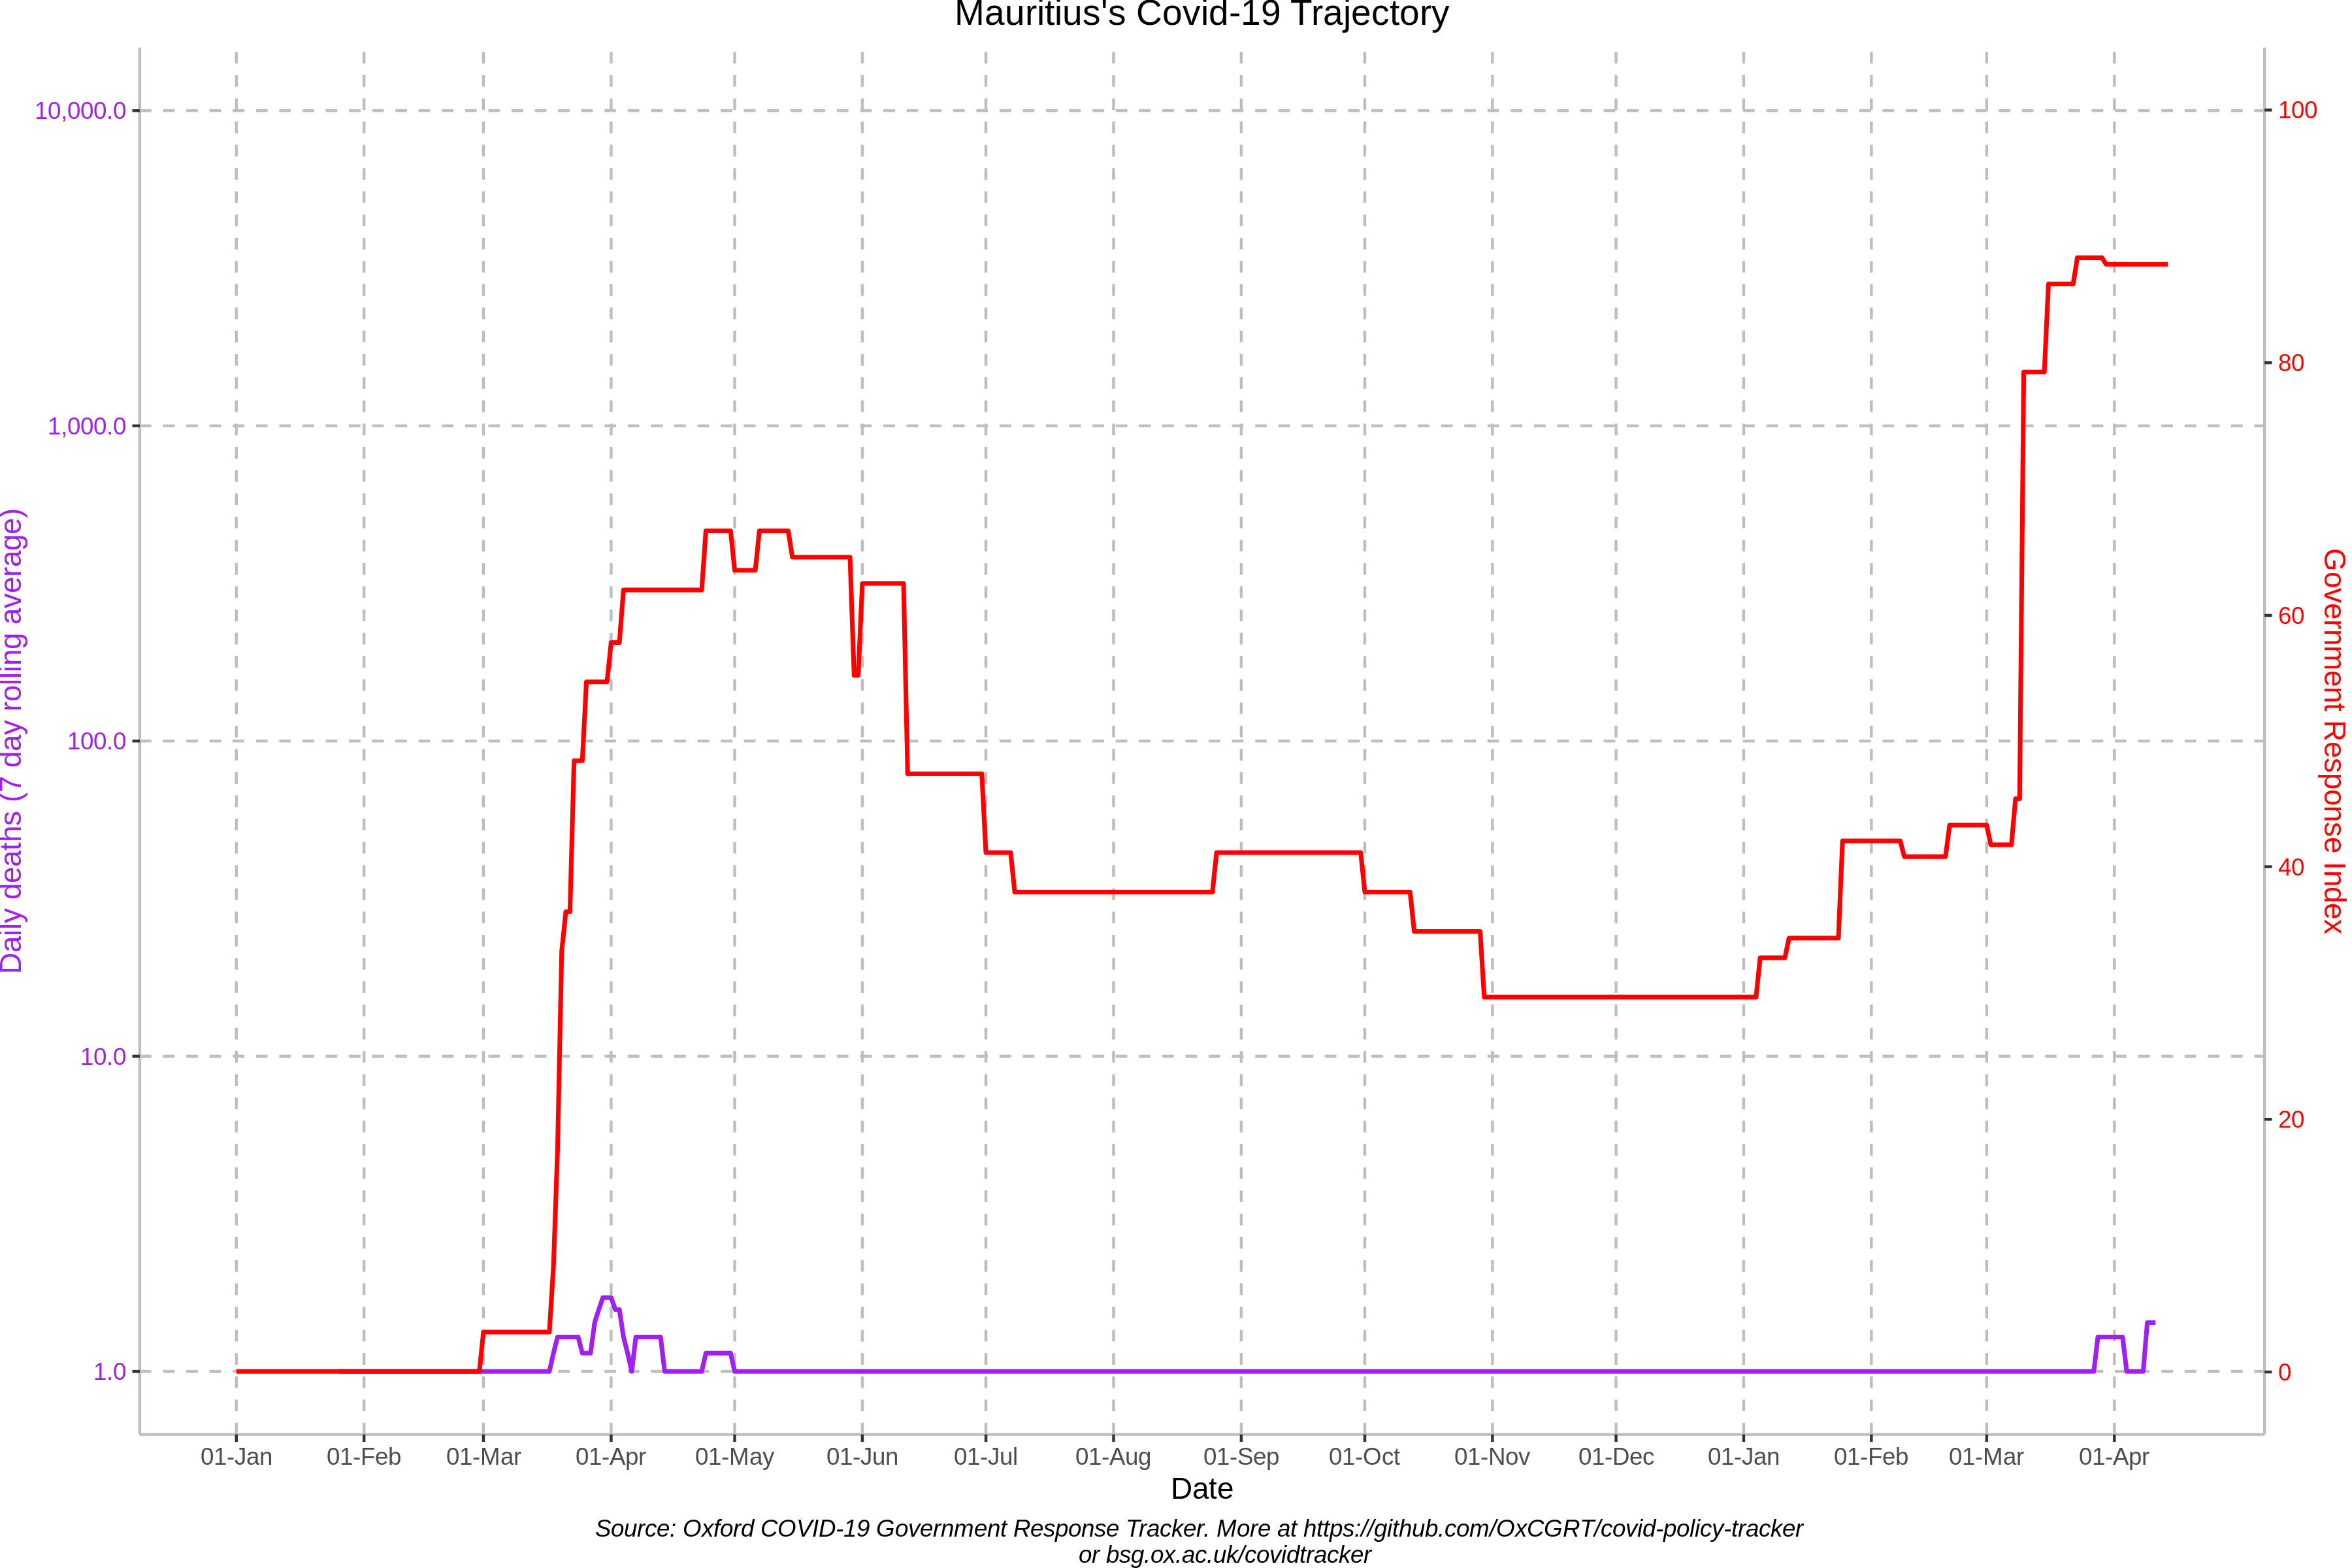 Mauritius's Covid-19 Trajectory
Daily deaths (7 day rolling average)
10,000.0
1,000.0
100.0
10.0
1.0
100
80
60
40
20
0
Government Response Index
01-Jan 01-Feb 01-Mar 01-Apr 01-May 01-Jun 01-Jul 01-Aug 01-Sep 01-Oct 01-Nov 01-Dec 01-Jan 01-Feb 01-Mar 01-Apr
Date
Source: Oxford COVID-19 Government Response Tracker. More at https://github.com/OxCGRT/covid-policy-tracker
or bsg.ox.ac.uk/covidtracker